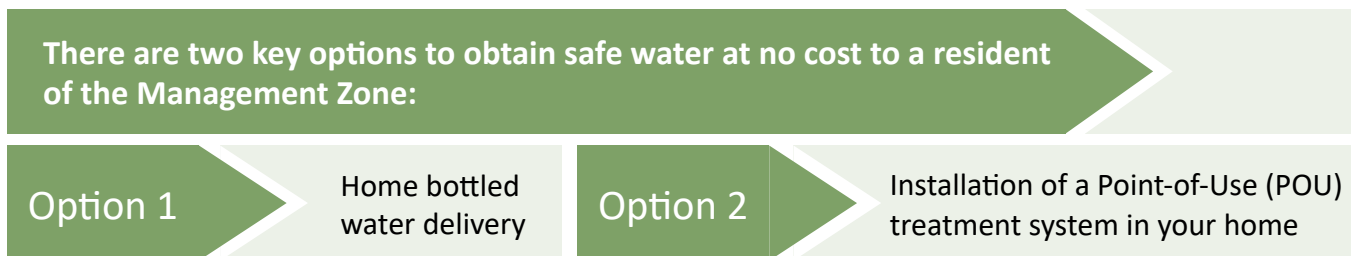 There are two key options to obtain safe water at no cost to a resident
of the Management Zone:
Option 1
Home bottled
water delivery
Option 2
Installation of a Point-of-Use (POU)
treatment system in your home